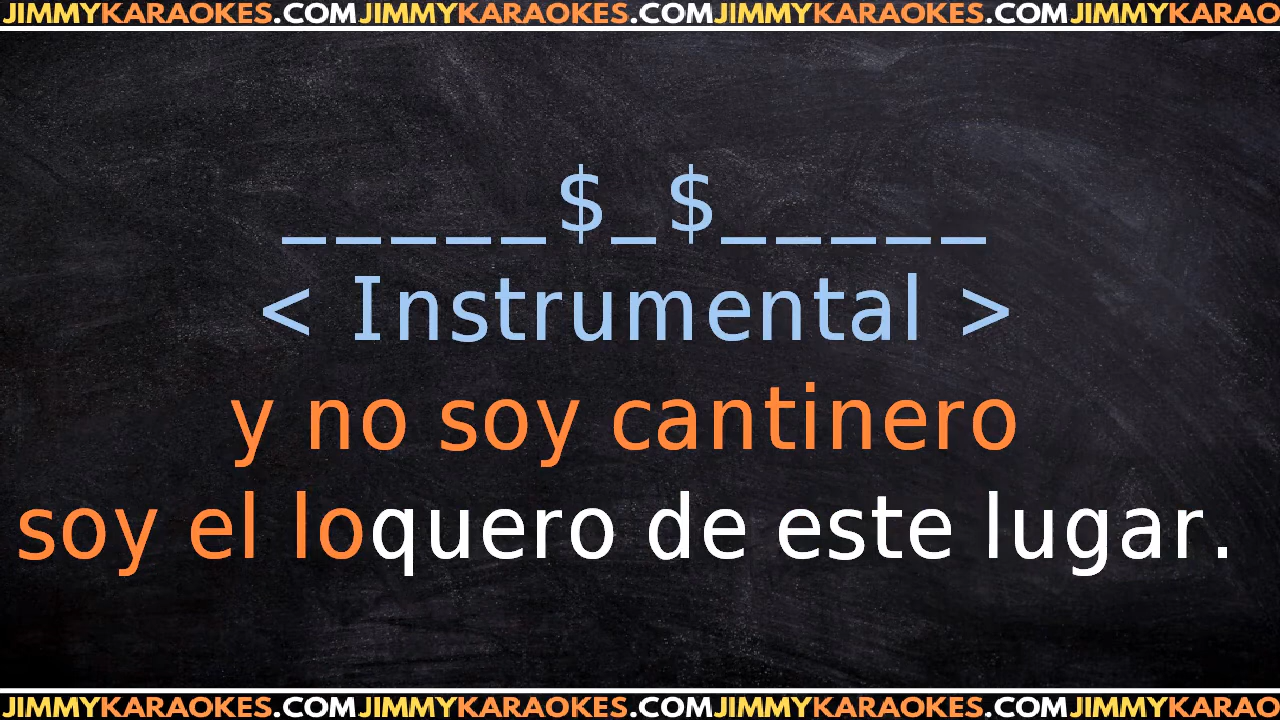 JIMMYKARAOKES.COMJIMMYKARAOKES.COMJIMMYKARAOKES.COMJIMMYKARAO
_____$_$_____
< Instrumental >
y no soy cantinero
soy el loquero de este lugar.
JIMMYKARAOKES.COMJIMMYKARAOKES.COMJIMMYKARAOKES.COMJIMMYKARAO